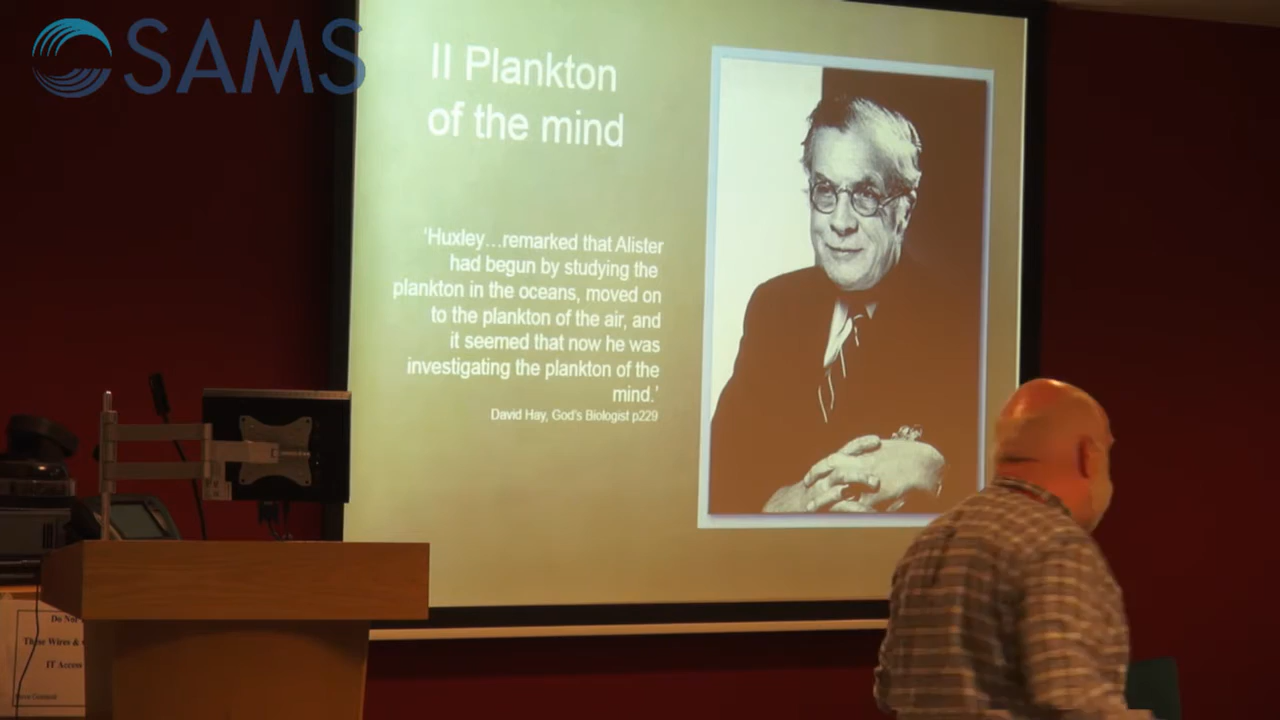 SAMS
II Plankton
of the mind
'Huxley…remarked that Alister
had begun by studying the
plankton in the oceans, moved on
to the plankton of the air, and
it seemed that now he was
investigating the plankton of the
mind.'
David Hay, God's Biologist p229
Do Not
These Wires &
IT Access